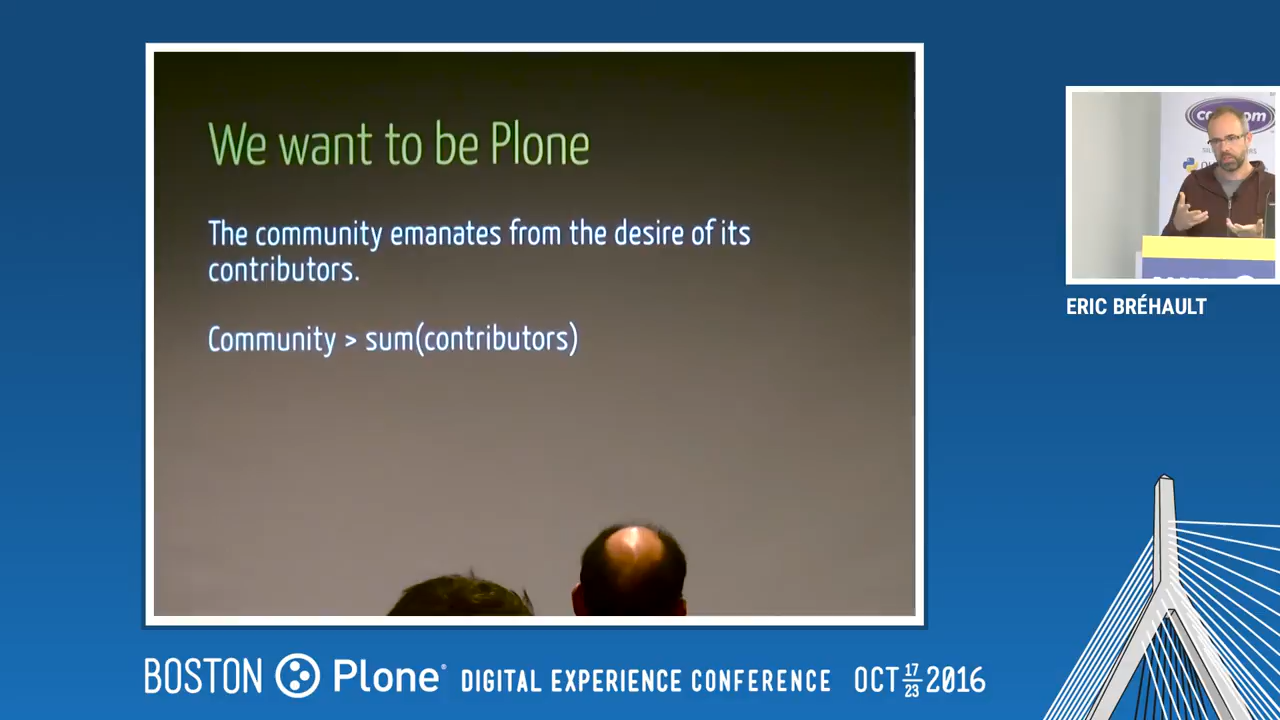 We want to be Plone
The community emanates from the desire of its
contributors.
Community > sum(contributors)
ERIC BRÉHAULT
BOSTON Plone® DIGITAL EXPERIENCE CONFERENCE OCT 17 23 2016